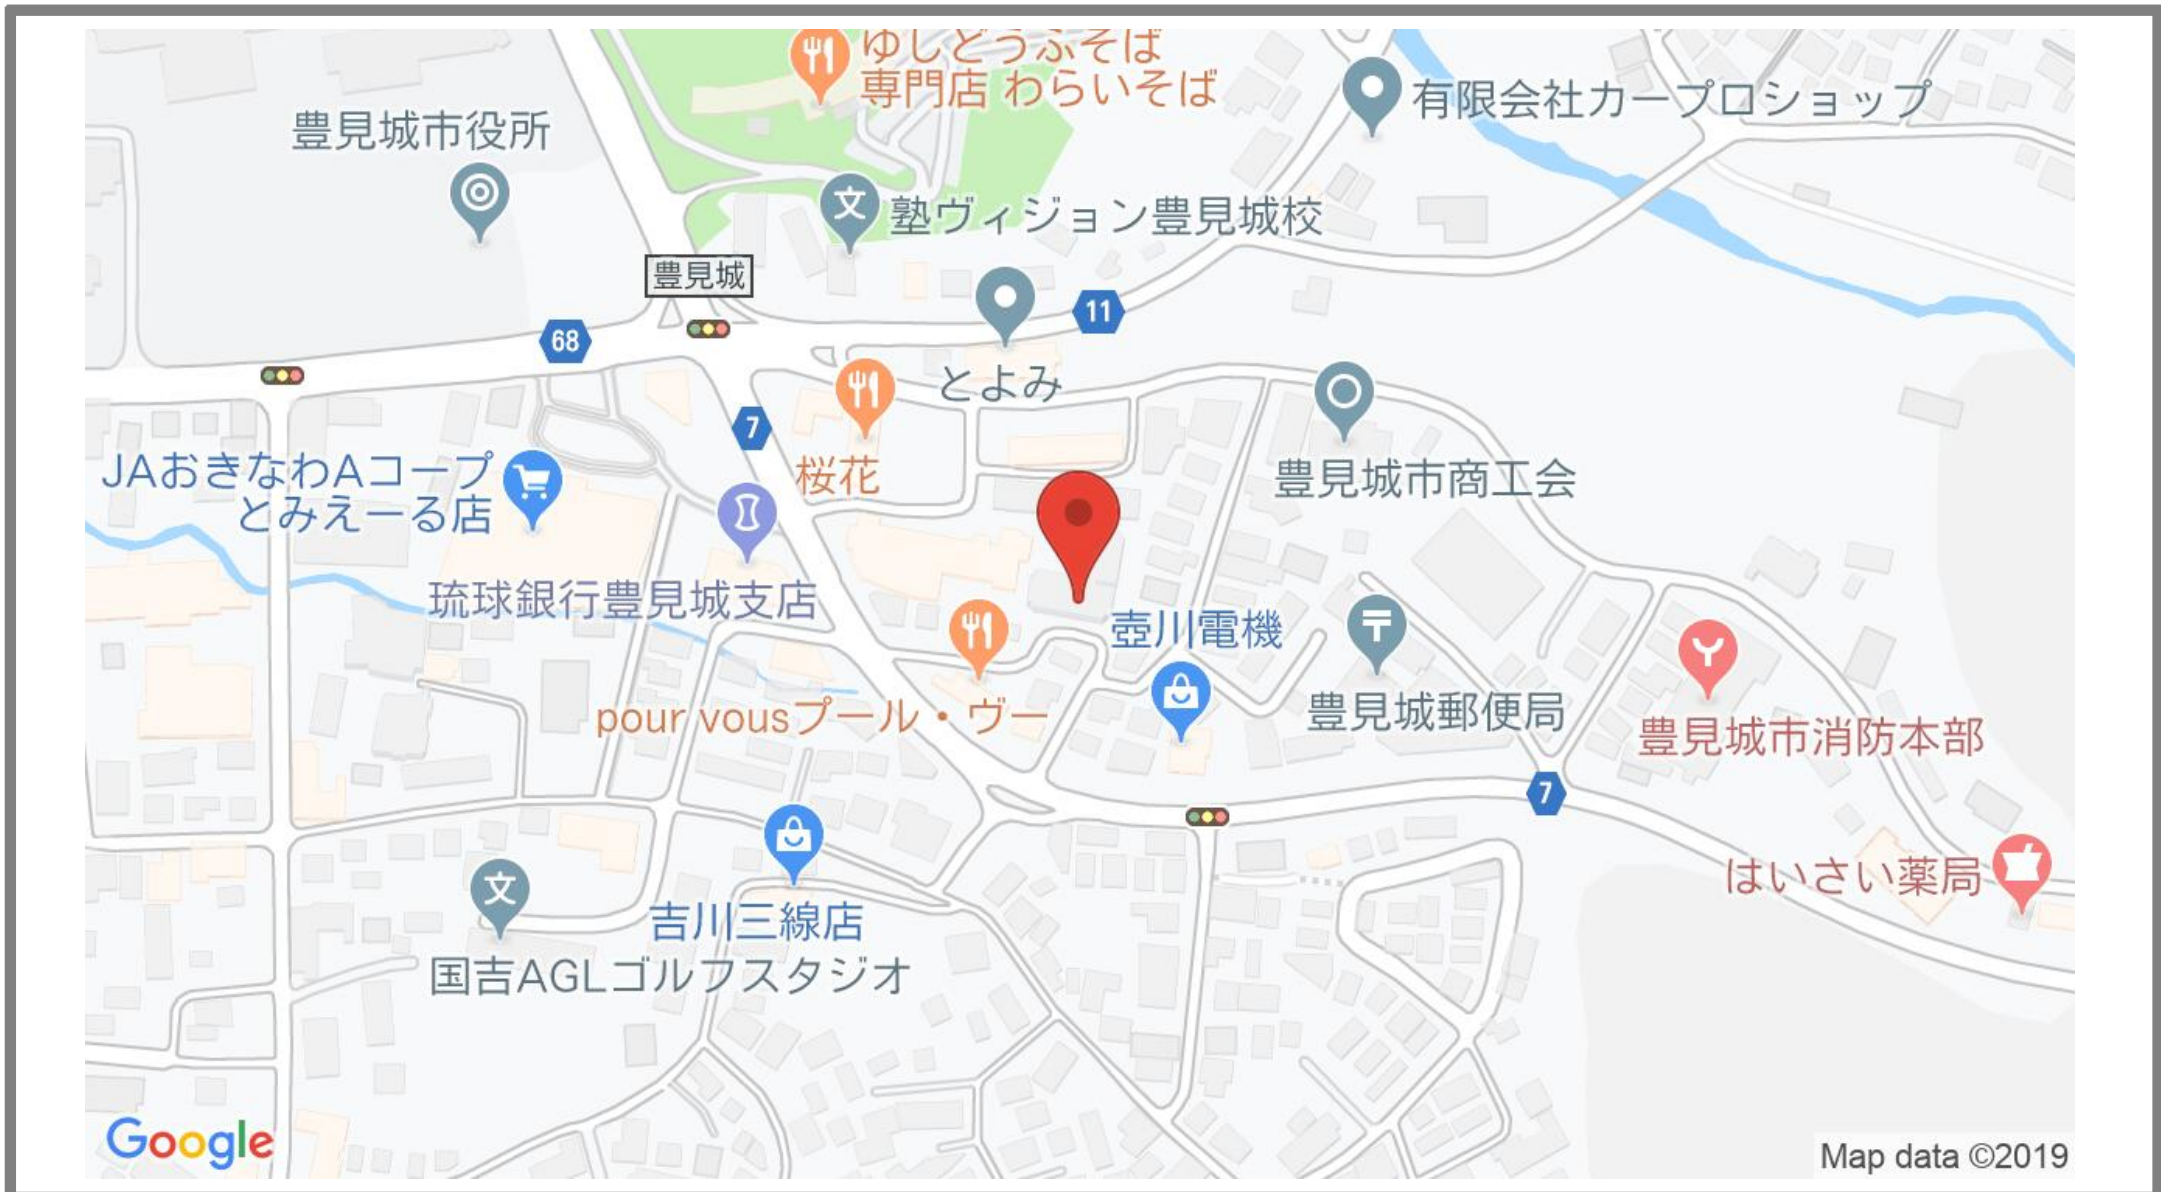 ゆしどうふそば
専門店 わらいそば
有限会社カープロショップ
豊見城市役所
文
塾ヴィジョン豊見城校
豊見城
11
68
とよみ
7
桜花
JAおきなわAコープ
とみえーる店
豊見城市商工会
琉球銀行豊見城支店
壺川電機
〒
豊見城郵便局
pour vousプール・ヴー
豊見城市消防本部
7
はいさい薬局
文
吉川三線店
国吉AGLゴルフスタジオ
Google
Map data ©2019